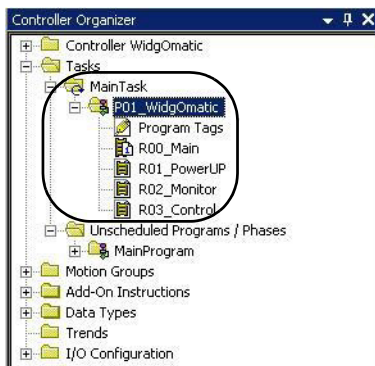 Controller Organizer
Controller WidgOmatic
Tasks
MainTask
P01_WidgOmatic
Program Tags
R00_Main
R01_PowerUP
R02_Monitor
R03_Control
Unscheduled Programs / Phases
MainProgram
Motion Groups
Add-On Instructions
Data Types
Trends
I/O Configuration